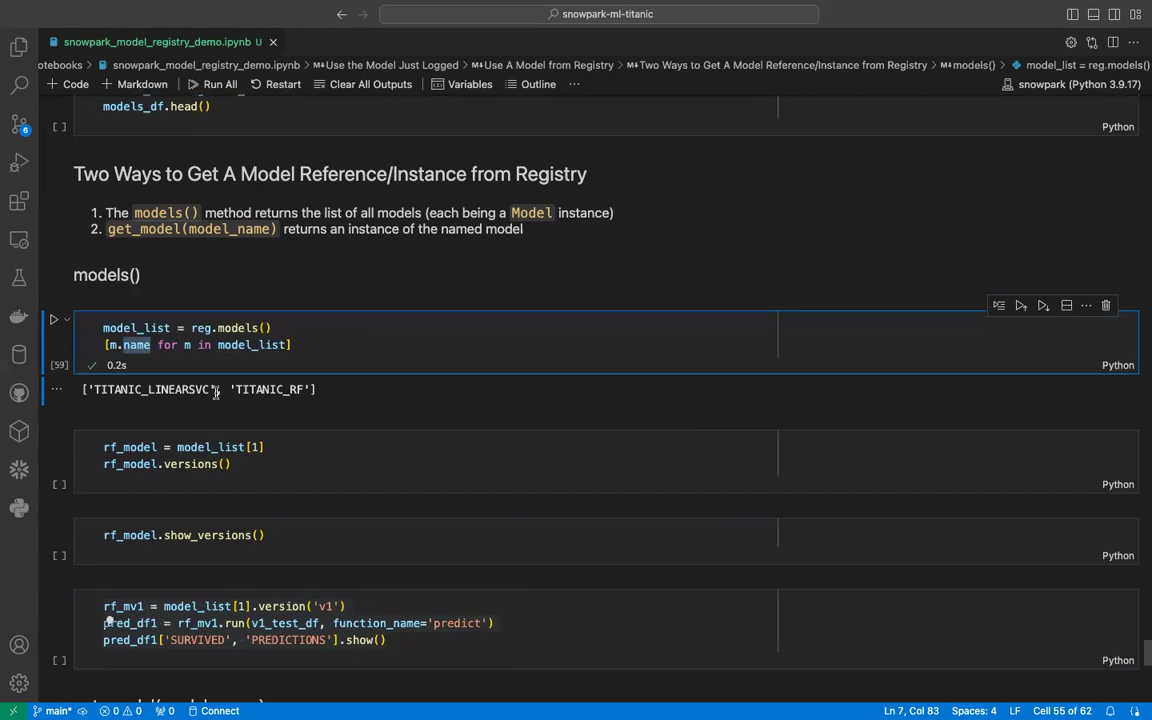 snowpark-ml-titanic
snowpark_model_registry_demo.ipynb U
otebooks > snowpark_model_registry_demo.ipynb > Use the Model Just Logged > Use A Model from Registry > Two Ways to Get A Model Reference/Instance from Registry > models() > model_list = reg.models()
+ Code + Markdown Run All Restart Clear All Outputs Variables Outline ... snowpark (Python 3.9.17)
models_df.head()
[ ] Python
Two Ways to Get A Model Reference/Instance from Registry
1. The models() method returns the list of all models (each being a Model instance)
2. get_model(model_name) returns an instance of the named model
models()
model_list = reg.models()
[m.name for m in model_list]
[59] 0.2s Python
['TITANIC_LINEARSVC', 'TITANIC_RF']
rf_model = model_list[1]
rf_model.versions()
[ ] Python
rf_model.show_versions()
[ ] Python
rf_mv1 = model_list[1].version('v1')
pred_df1 = rf_mv1.run(v1_test_df, function_name='predict')
pred_df1['SURVIVED', 'PREDICTIONS'].show()
[ ] Python
6
main* 0 0 0 Connect Ln 7, Col 83 Spaces: 4 LF Cell 55 of 62